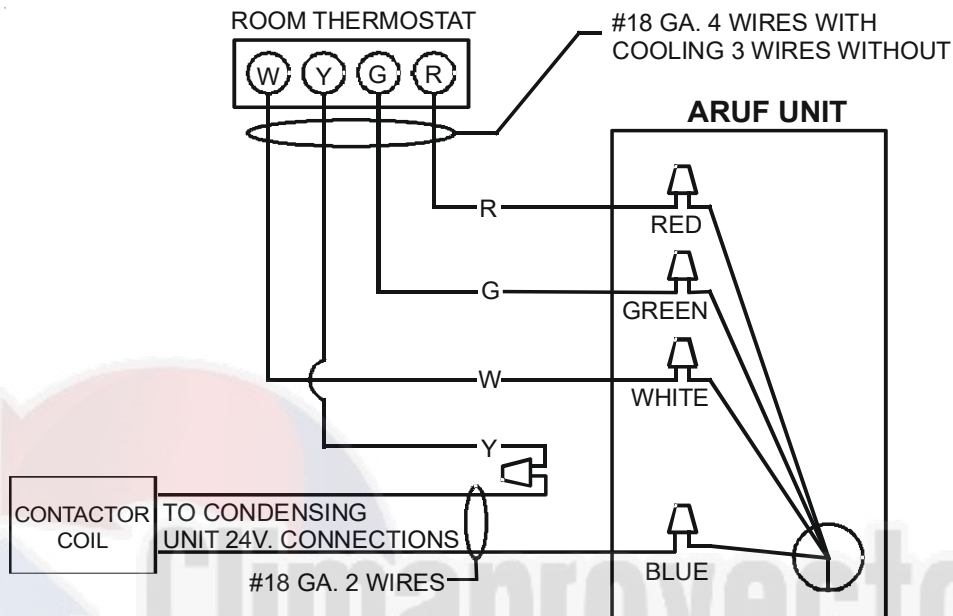 ROOM THERMOSTAT
#18 GA. 4 WIRES WITH
COOLING 3 WIRES WITHOUT
W Y G R
ARUF UNIT
R
RED
G
GREEN
W
WHITE
Y
CONTACTOR
COIL
TO CONDENSING
UNIT 24V. CONNECTIONS
BLUE
#18 GA. 2 WIRES